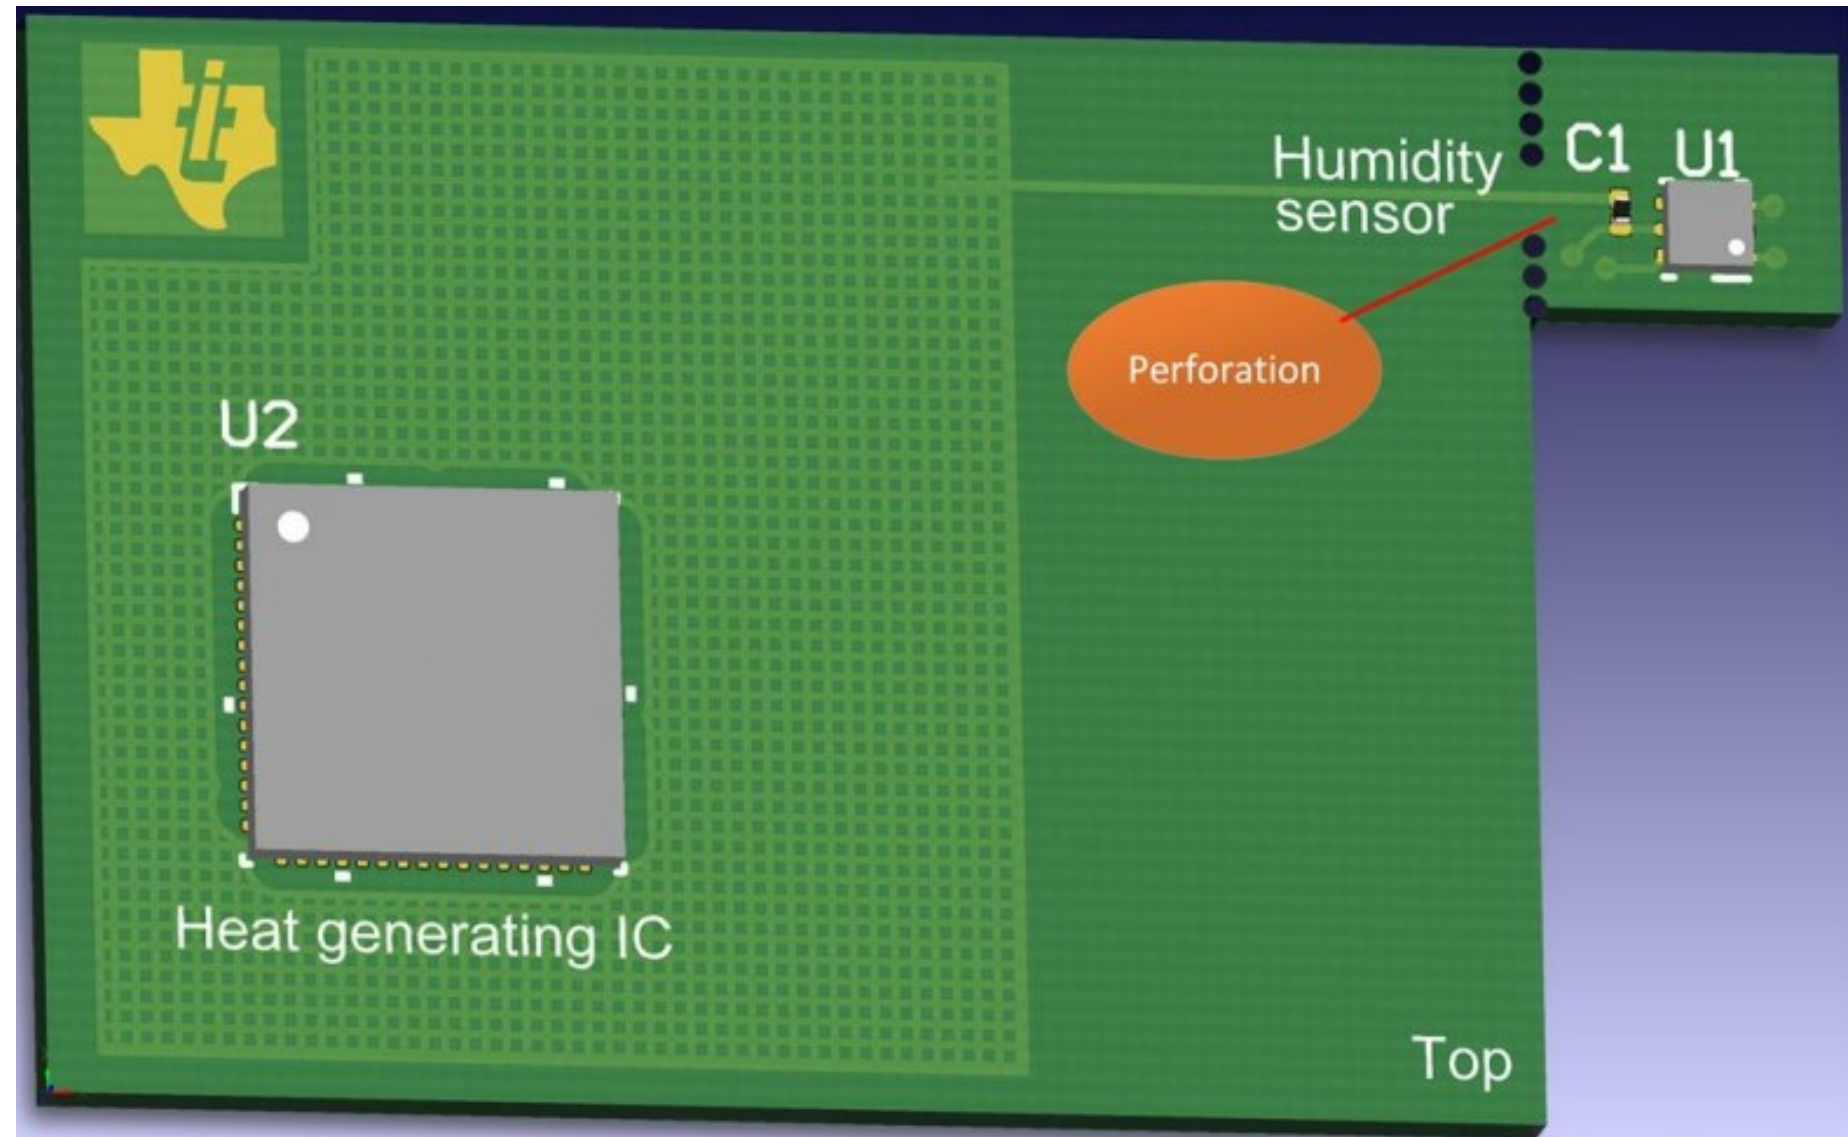 Humidity
sensor
C1
U1
Perforation
U2
Heat generating IC
Top